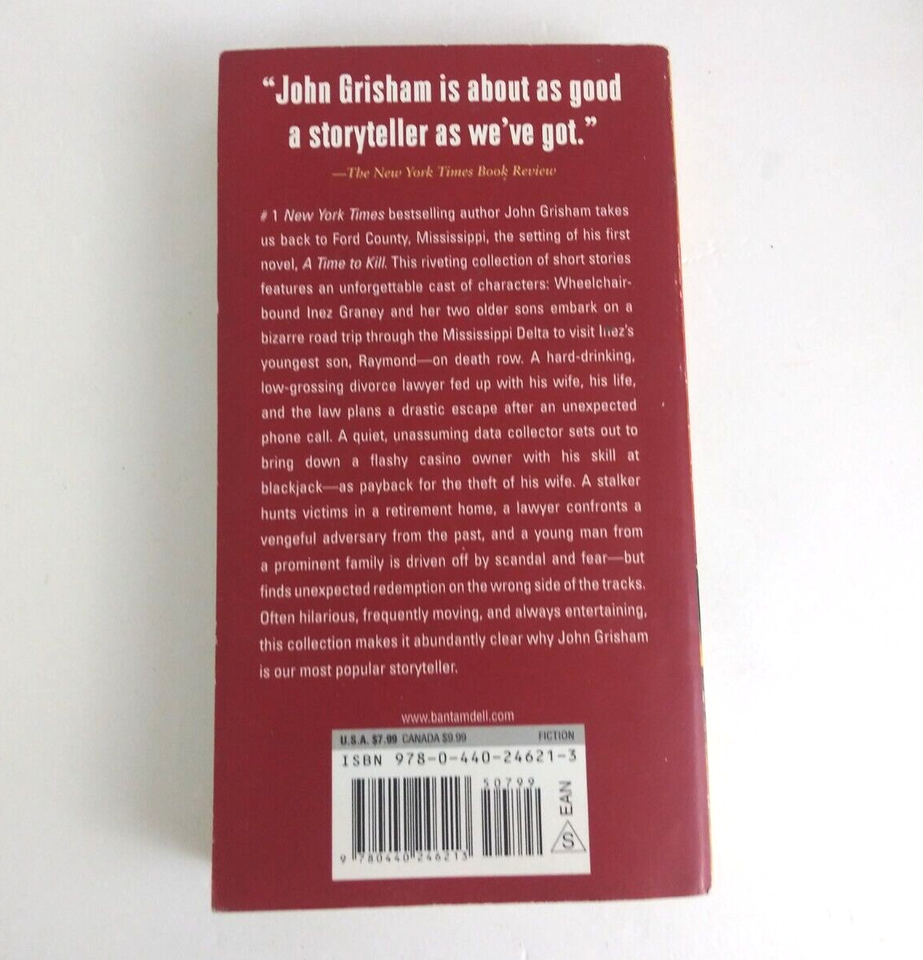 “John Grisham is about as good
a storyteller as we’ve got.”
—The New York Times Book Review
#1 New York Times bestselling author John Grisham takes
us back to Ford County, Mississippi, the setting of his first
novel, A Time to Kill. This riveting collection of short stories
features an unforgettable cast of characters: Wheelchair-
bound Inez Graney and her two older sons embark on a
bizarre road trip through the Mississippi Delta to visit Inez’s
youngest son, Raymond—on death row. A hard-drinking,
low-grossing divorce lawyer fed up with his wife, his life,
and the law plans a drastic escape after an unexpected
phone call. A quiet, unassuming data collector sets out to
bring down a flashy casino owner with his skill at
blackjack—as payback for the theft of his wife. A stalker
hunts victims in a retirement home, a lawyer confronts a
vengeful adversary from the past, and a young man from
a prominent family is driven off by scandal and fear—but
finds unexpected redemption on the wrong side of the tracks.
Often hilarious, frequently moving, and always entertaining,
this collection makes it abundantly clear why John Grisham
is our most popular storyteller.
www.bantamdell.com
U.S.A. $7.99 CANADA $9.99 FICTION
ISBN 978-0-440-24621-3
50799
9 780440 246213
S EAN